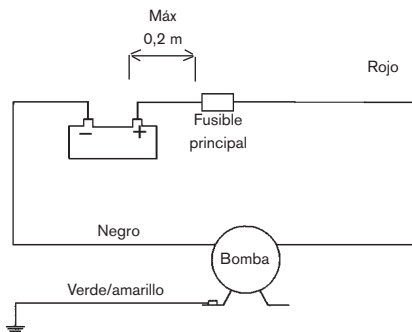 Máx
0,2 m
Rojo
− +
Fusible
principal
Negro
Bomba
Verde/amarillo